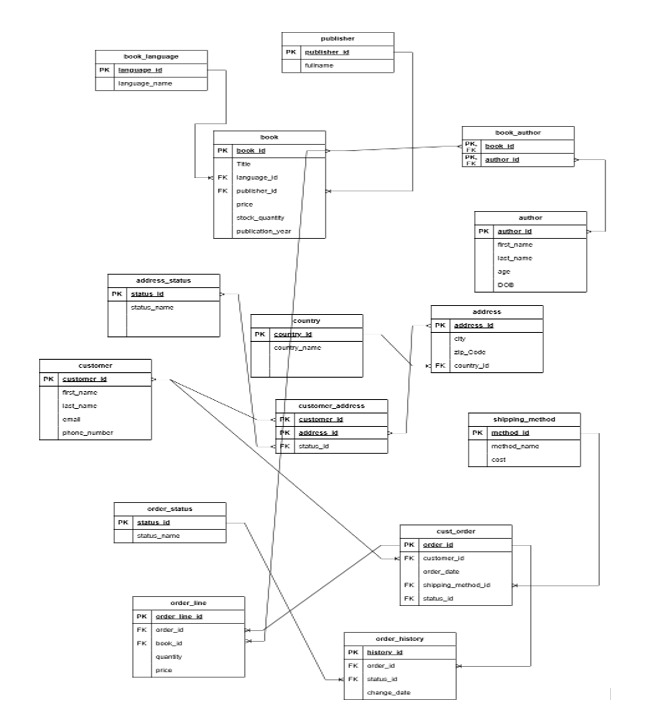 publisher
PK publisher_id
fullname
book_language
PK language_id
language_name
book
PK book_id
Title
FK language_id
FK publisher_id
price
stock_quantity
publication_year
book_author
PK, FK book_id
PK, FK author_id
author
PK author_id
first_name
last_name
age
DOB
address_status
PK status_id
status_name
country
PK country_id
country_name
address
PK address_id
city
zip_Code
FK country_id
customer
PK customer_id
first_name
last_name
email
phone_number
customer_address
PK customer_id
PK address_id
FK status_id
shipping_method
PK method_id
method_name
cost
order_status
PK status_id
status_name
cust_order
PK order_id
FK customer_id
order_date
FK shipping_method_id
FK status_id
order_line
PK order_line_id
FK order_id
FK book_id
quantity
price
order_history
PK history_id
FK order_id
FK status_id
change_date